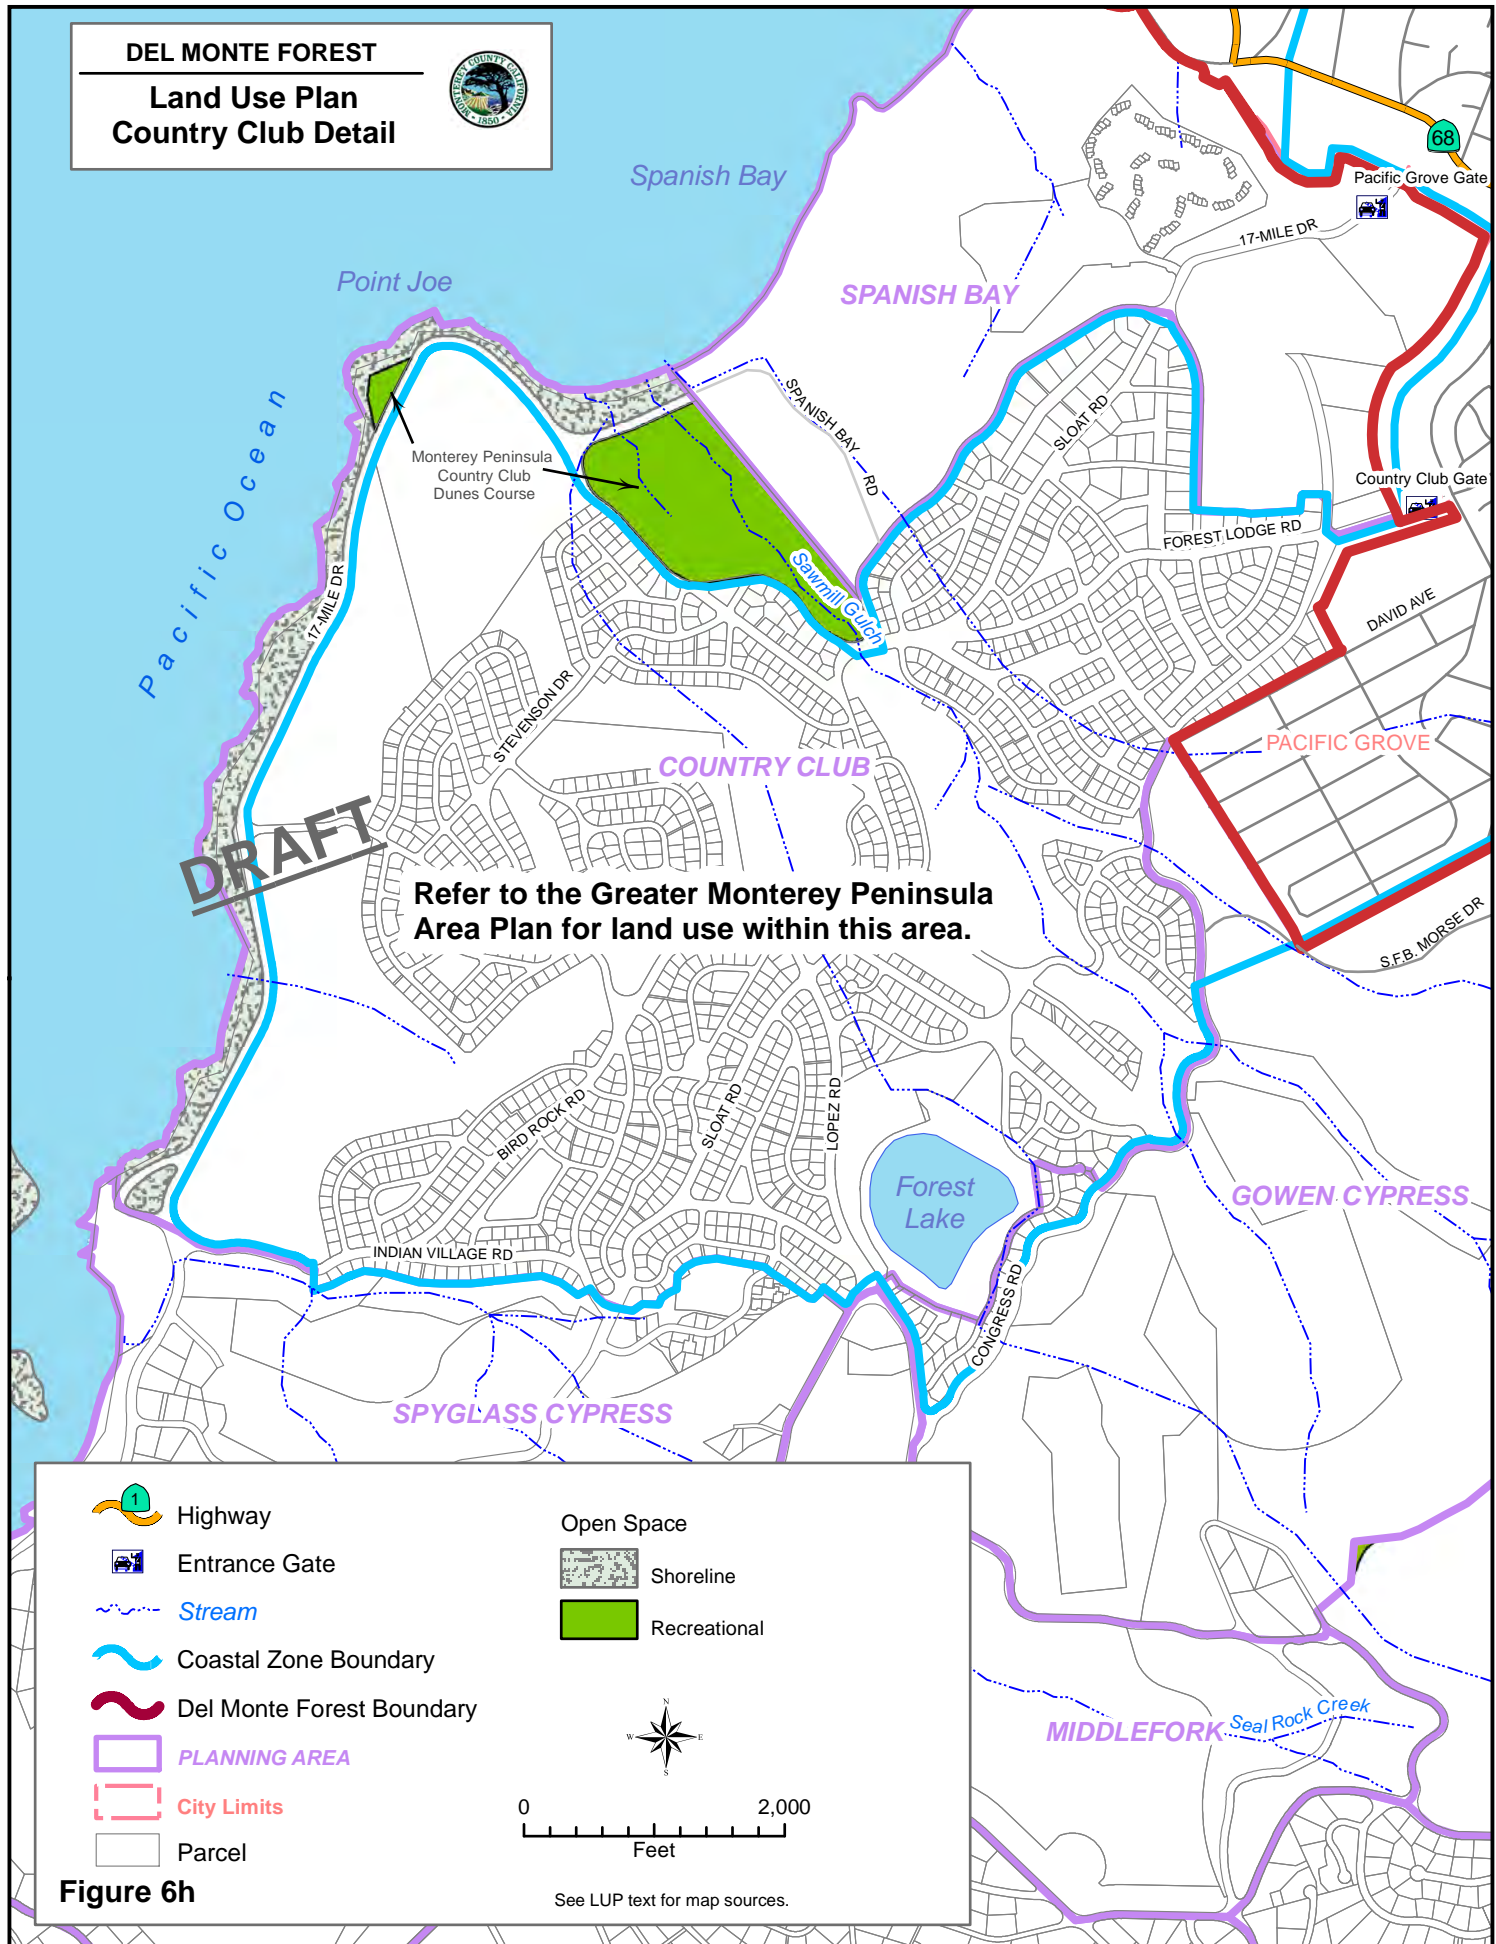 DEL MONTE FOREST
Land Use Plan
Country Club Detail
MONTEREY COUNTY CALIFORNIA
1850
Spanish Bay
Point Joe
Pacific Ocean
SPANISH BAY
68
Pacific Grove Gate
17-MILE DR
SPANISH BAY RD
SLOAT RD
Monterey Peninsula
Country Club
Dunes Course
Country Club Gate
FOREST LODGE RD
Sawmill Gulch
DAVID AVE
17-MILE DR
STEVENSON DR
PACIFIC GROVE
COUNTRY CLUB
DRAFT
Refer to the Greater Monterey Peninsula
Area Plan for land use within this area.
S.F.B. MORSE DR
BIRD ROCK RD
SLOAT RD
LOPEZ RD
Forest
Lake
GOWEN CYPRESS
INDIAN VILLAGE RD
CONGRESS RD
SPYGLASS CYPRESS
MIDDLEFORK
Seal Rock Creek
1
Highway
Entrance Gate
Stream
Coastal Zone Boundary
Del Monte Forest Boundary
PLANNING AREA
City Limits
Parcel
Open Space
Shoreline
Recreational
N
W
E
S
0 2,000
Feet
Figure 6h
See LUP text for map sources.